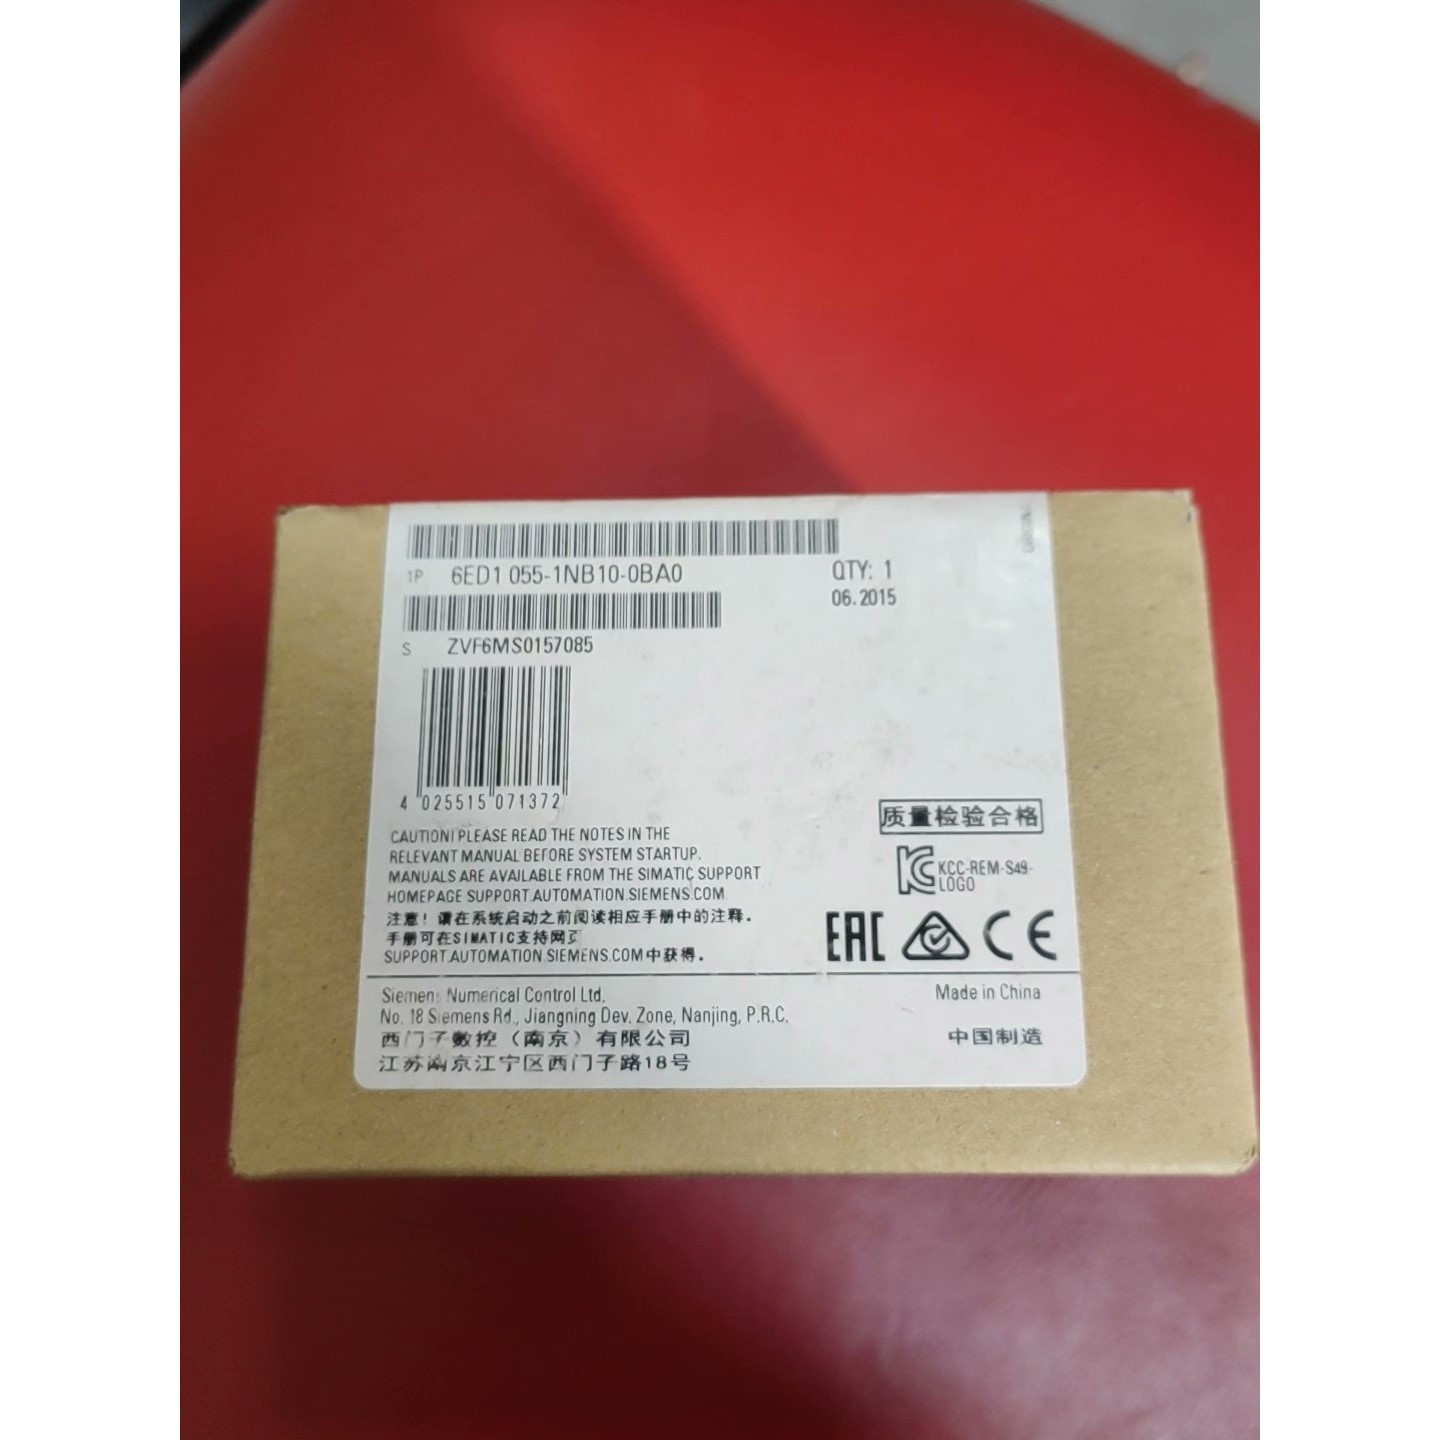 1P 6ED1 055-1NB10-0BA0
QTY: 1
06.2015
S ZVF6MS0157085
4 025515 071372
CAUTION! PLEASE READ THE NOTES IN THE
RELEVANT MANUAL BEFORE SYSTEM STARTUP.
MANUALS ARE AVAILABLE FROM THE SIMATIC SUPPORT
HOMEPAGE SUPPORT.AUTOMATION.SIEMENS.COM
注意！请在系统启动之前阅读相应手册中的注释。
手册可在SIMATIC支持网页
SUPPORT.AUTOMATION.SIEMENS.COM中获得。
质量检验合格
KCC-REM-S49-
LOGO
EAC
CE
Siemens Numerical Control Ltd.
No. 18 Siemens Rd., Jiangning Dev. Zone, Nanjing, P.R.C.
西门子数控（南京）有限公司
江苏南京江宁区西门子路18号
Made in China
中国制造